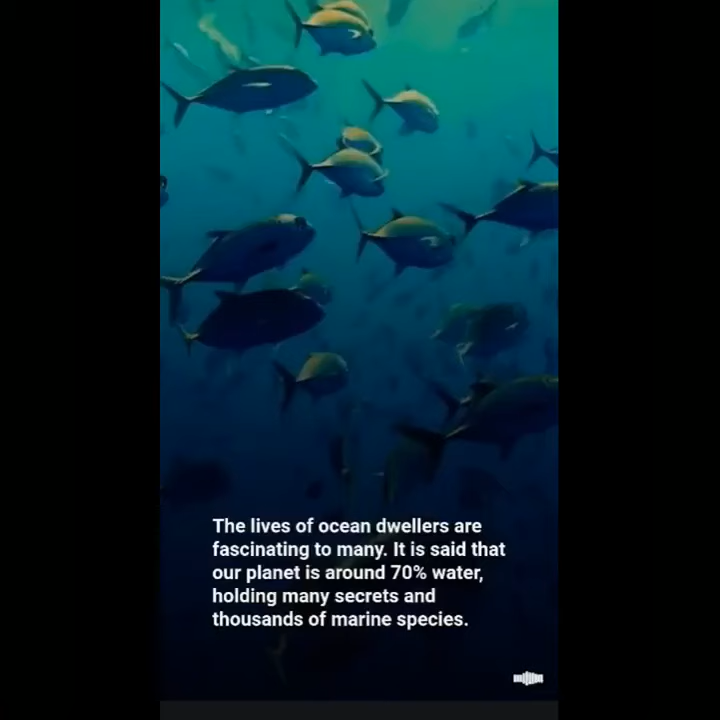 The lives of ocean dwellers are
fascinating to many. It is said that
our planet is around 70% water,
holding many secrets and
thousands of marine species.